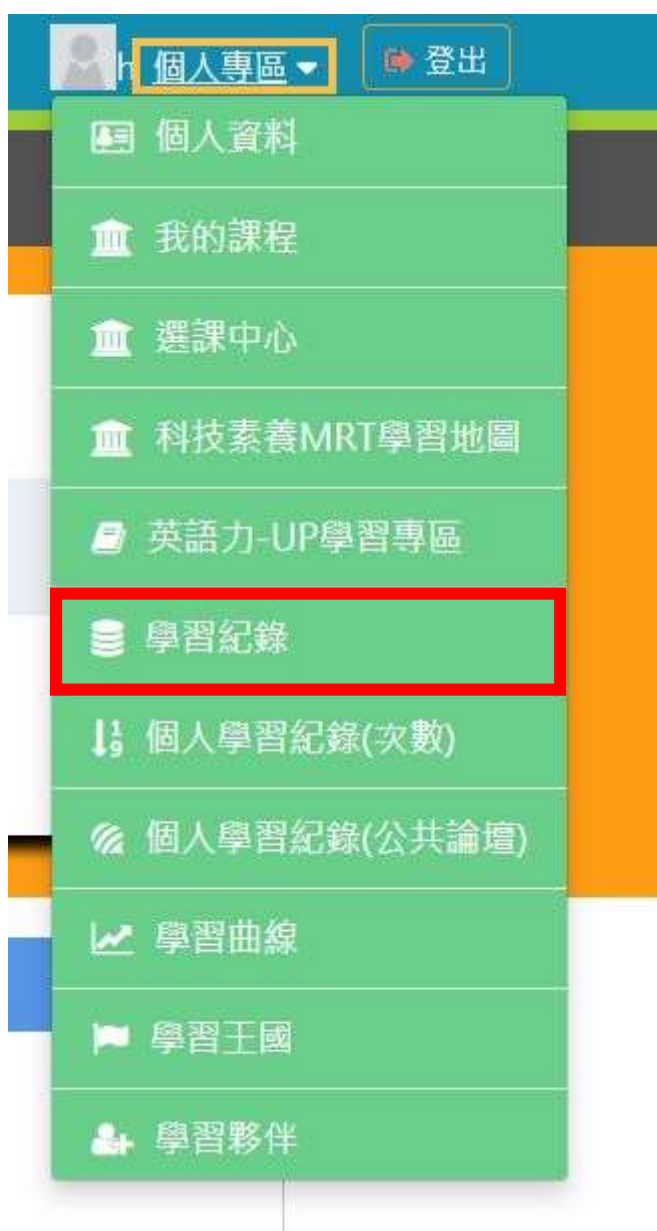 h 個人專區 登出
個人資料
我的課程
選課中心
科技素養MRT學習地圖
英語力-UP學習專區
學習紀錄
個人學習紀錄(次數)
個人學習紀錄(公共論壇)
學習曲線
學習王國
學習夥伴